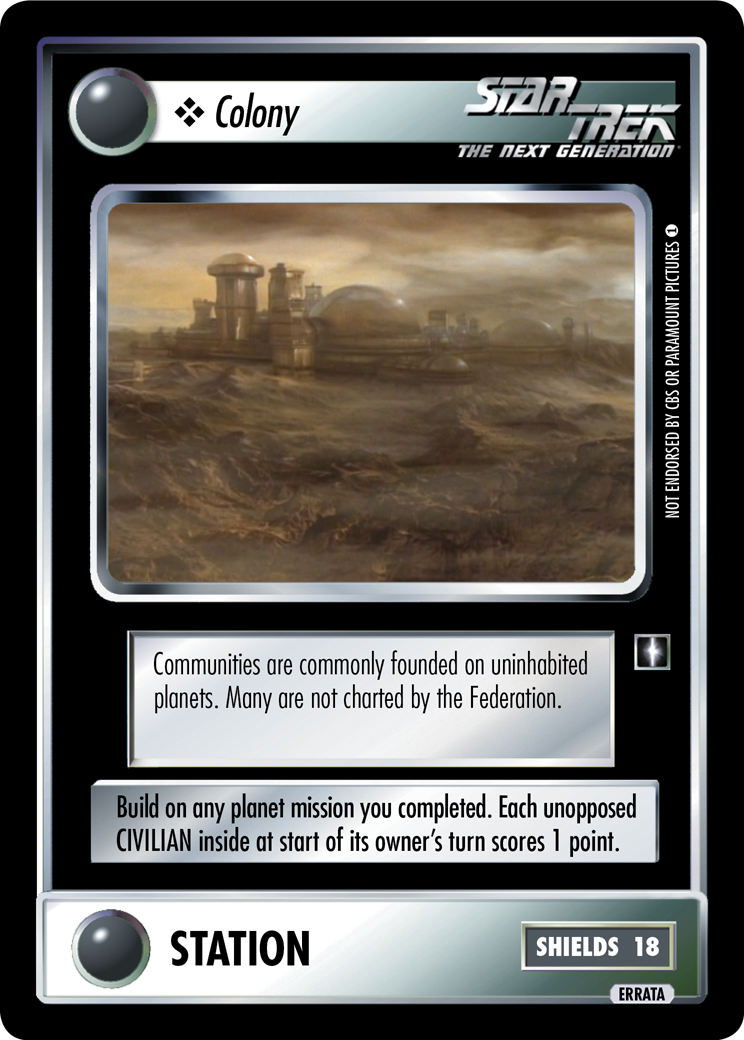 ❖ Colony
STAR TREK
THE NEXT GENERATION
NOT ENDORSED BY CBS OR PARAMOUNT PICTURES 1
Communities are commonly founded on uninhabited
planets. Many are not charted by the Federation.
Build on any planet mission you completed. Each unopposed
CIVILIAN inside at start of its owner’s turn scores 1 point.
STATION
SHIELDS 18
ERRATA